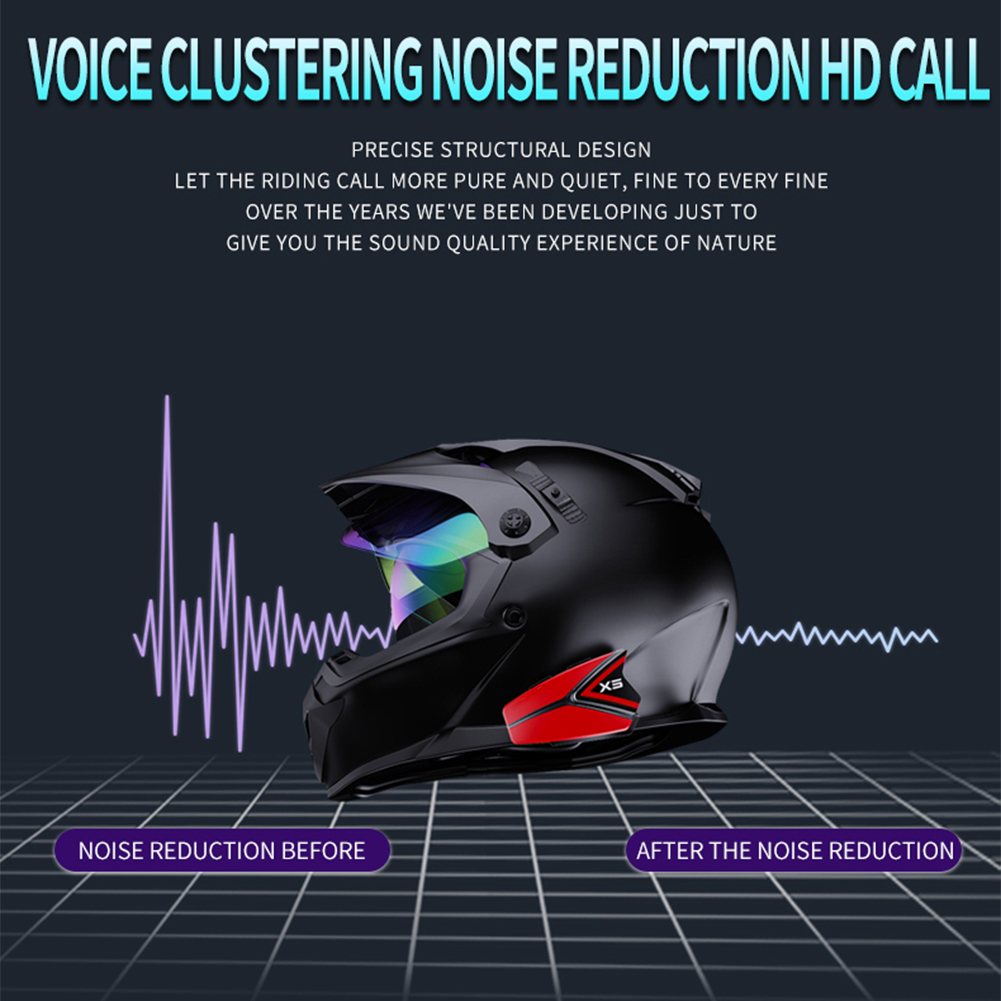 VOICE CLUSTERING NOISE REDUCTION HD CALL
PRECISE STRUCTURAL DESIGN
LET THE RIDING CALL MORE PURE AND QUIET, FINE TO EVERY FINE
OVER THE YEARS WE'VE BEEN DEVELOPING JUST TO
GIVE YOU THE SOUND QUALITY EXPERIENCE OF NATURE
X5
NOISE REDUCTION BEFORE
AFTER THE NOISE REDUCTION